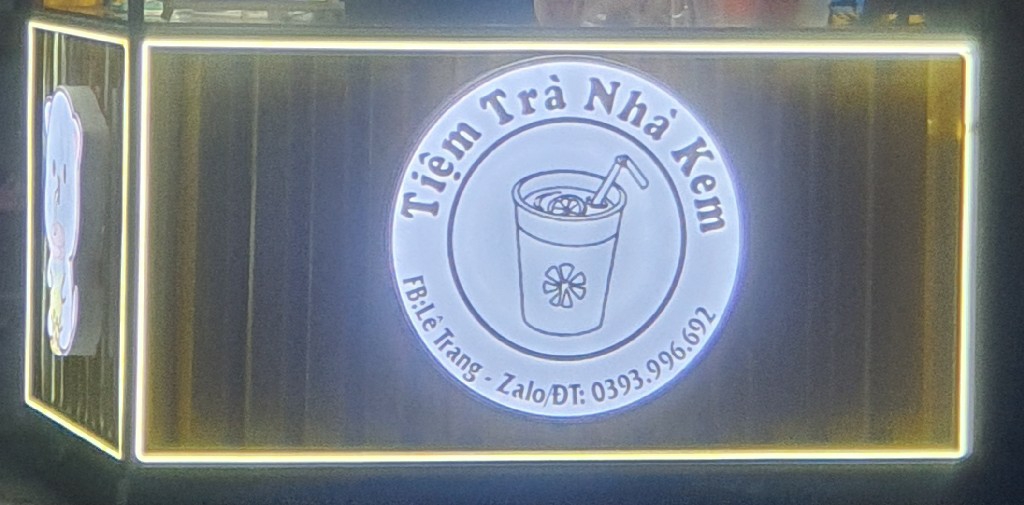 Tiệm Trà Nhà Kem
FB:Lê Trang - Zalo/ĐT: 0393.996.692